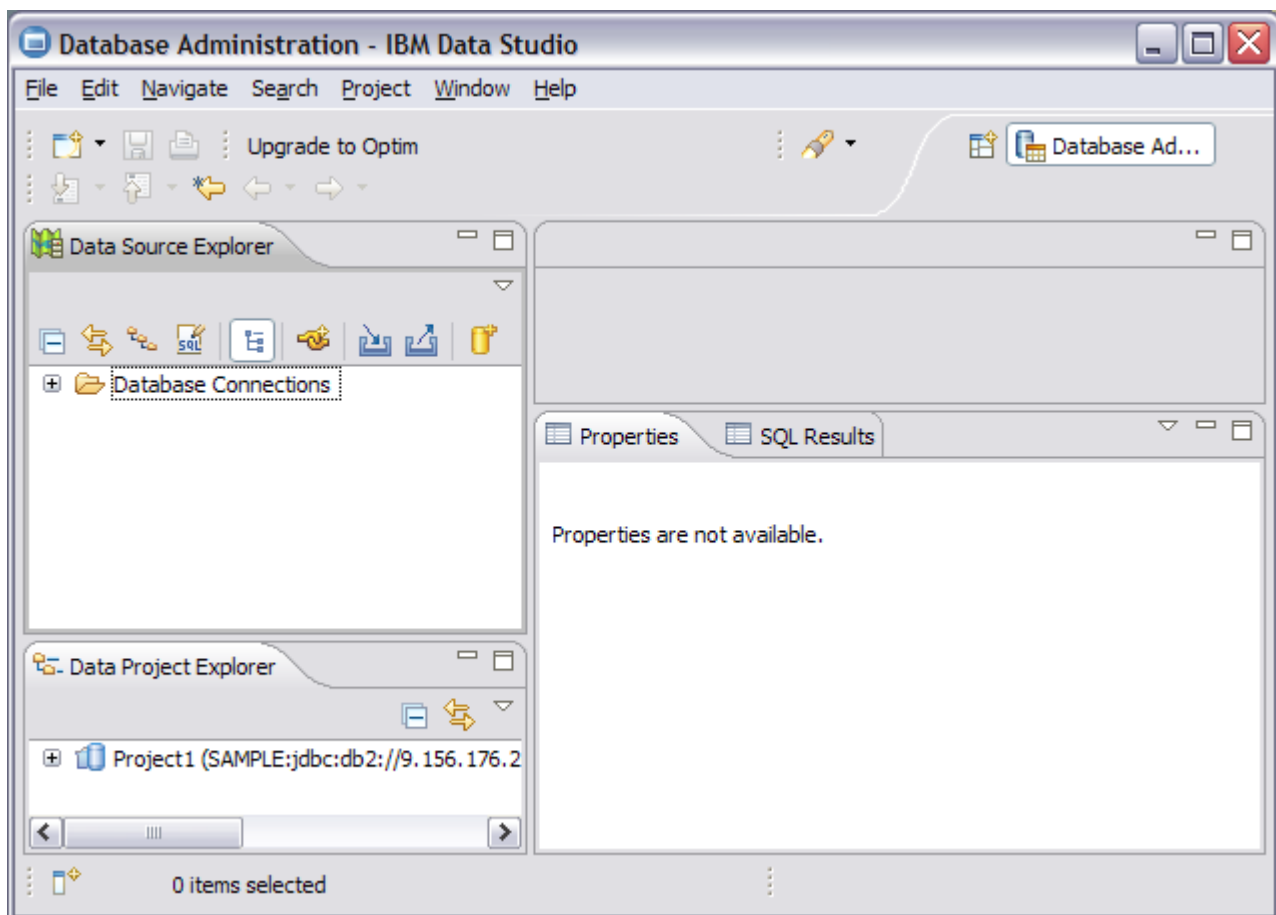 Database Administration - IBM Data Studio
File Edit Navigate Search Project Window Help
Upgrade to Optim
Database Ad...
Data Source Explorer
SQL
Database Connections
Properties SQL Results
Properties are not available.
Data Project Explorer
Project1 (SAMPLE:jdbc:db2://9.156.176.2
0 items selected